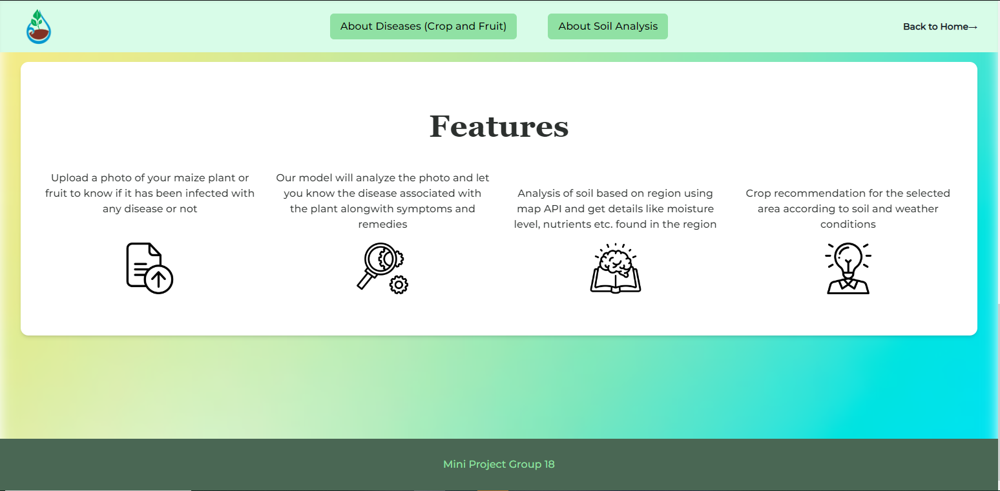 About Diseases (Crop and Fruit)
About Soil Analysis
Back to Home→
Features
Upload a photo of your maize plant or
fruit to know if it has been infected with
any disease or not
Our model will analyze the photo and let
you know the disease associated with
the plant alongwith symptoms and
remedies
Analysis of soil based on region using
map API and get details like moisture
level, nutrients etc. found in the region
Crop recommendation for the selected
area according to soil and weather
conditions
Mini Project Group 18